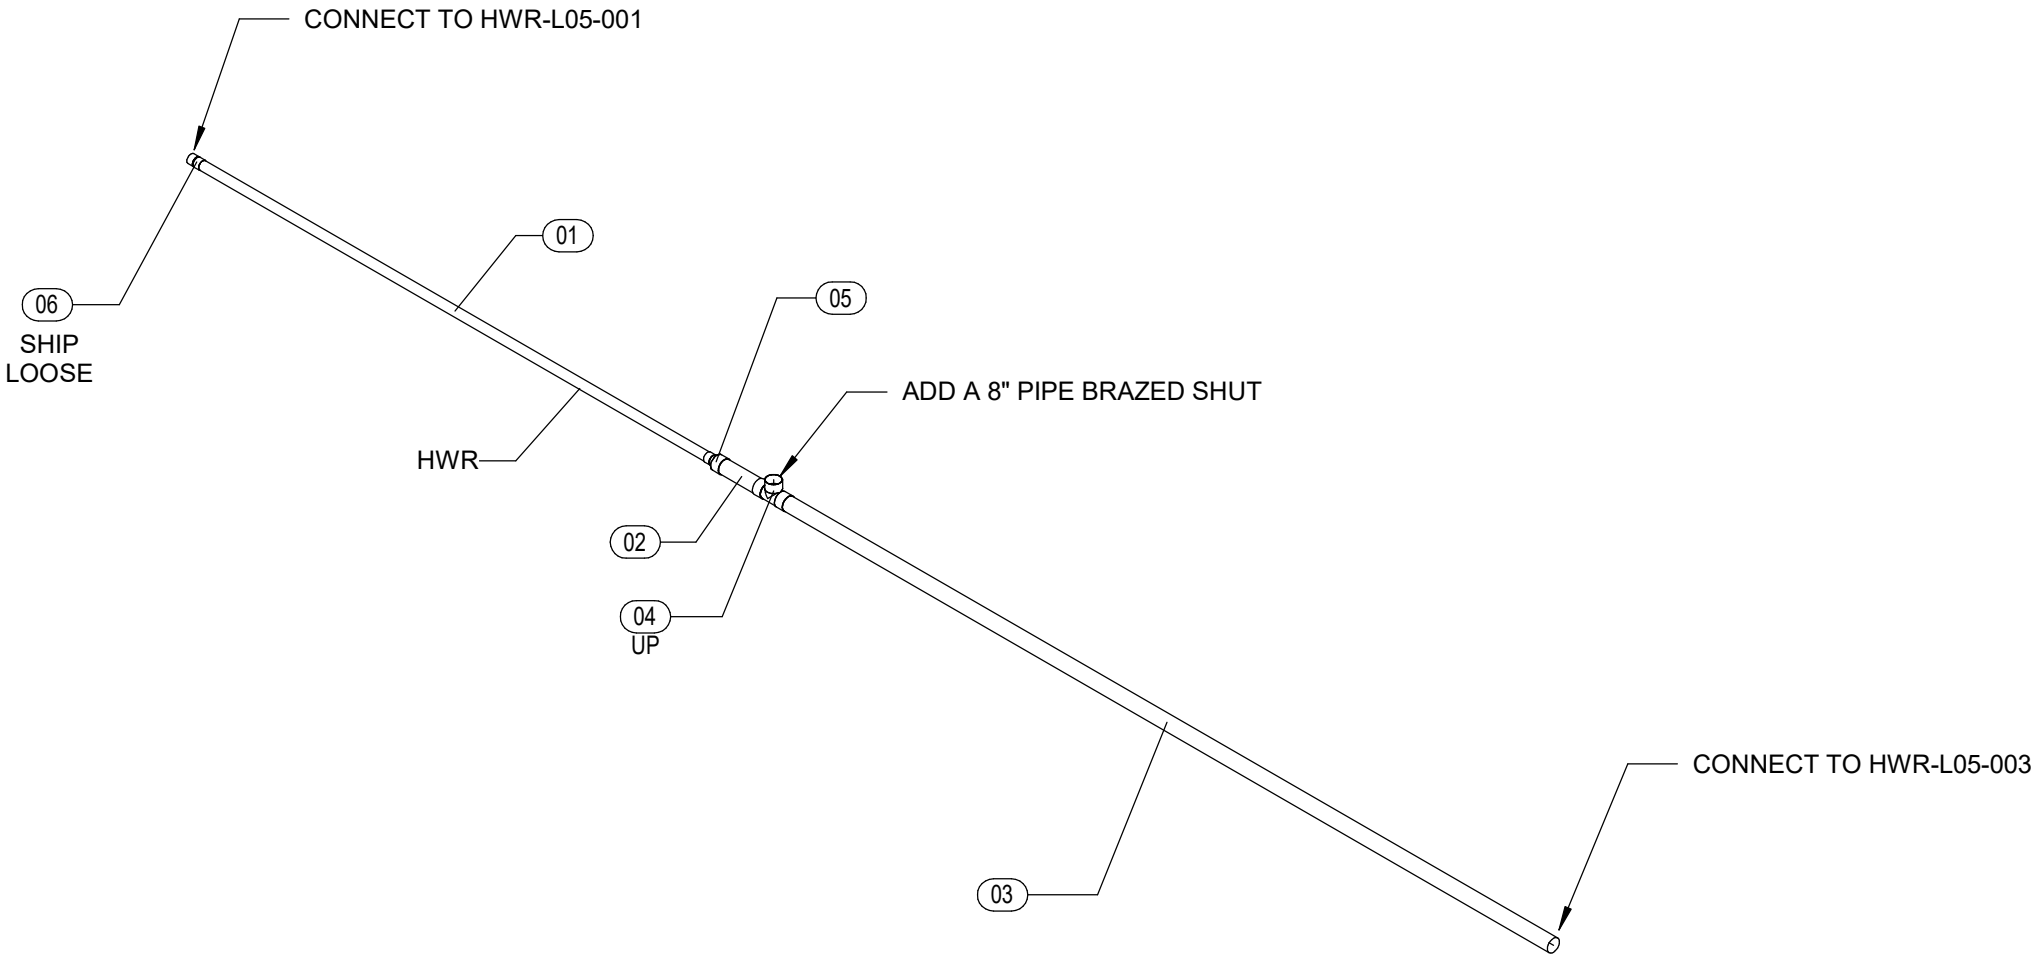 CONNECT TO HWR-L05-001
01
06
SHIP
LOOSE
05
ADD A 8" PIPE BRAZED SHUT
HWR
02
04
UP
CONNECT TO HWR-L05-003
03